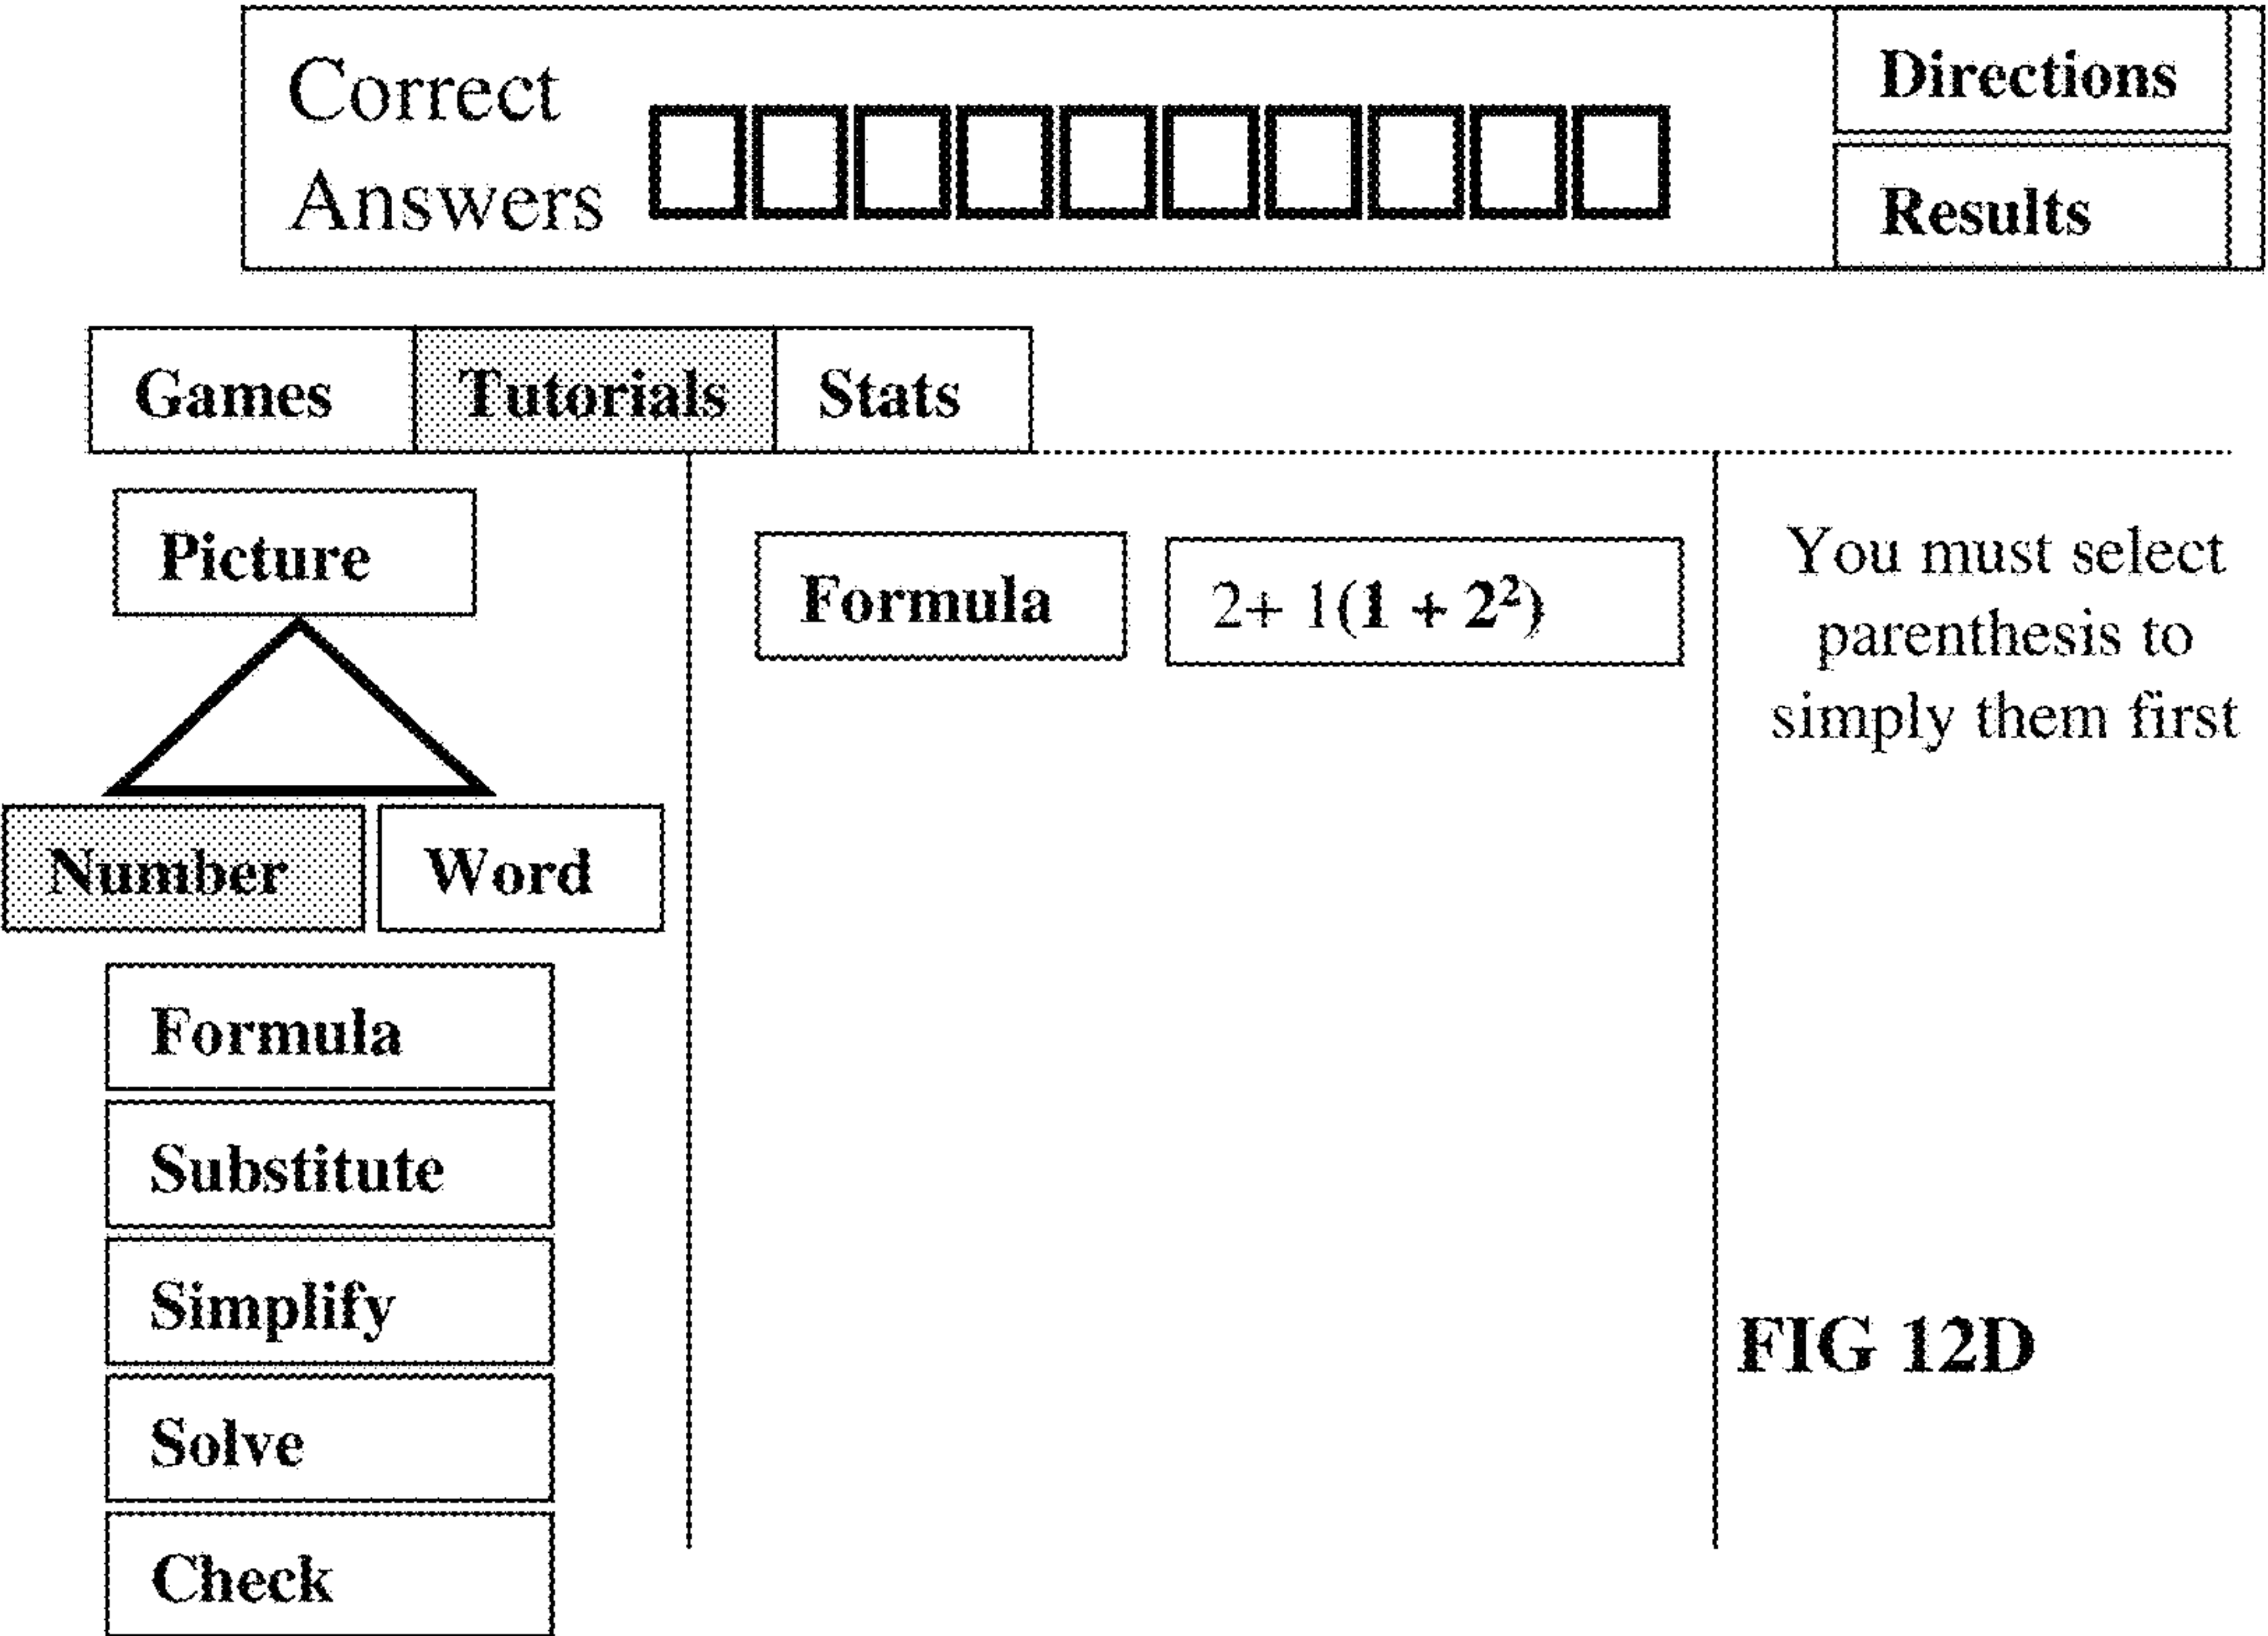 Correct
Answers
Directions
Results
Games Tutorials Stats
Picture
Number Word
Formula
Substitute
Simplify
Solve
Check
Formula 2+ 1(1 + 2²)
You must select
parenthesis to
simply them first
FIG 12D